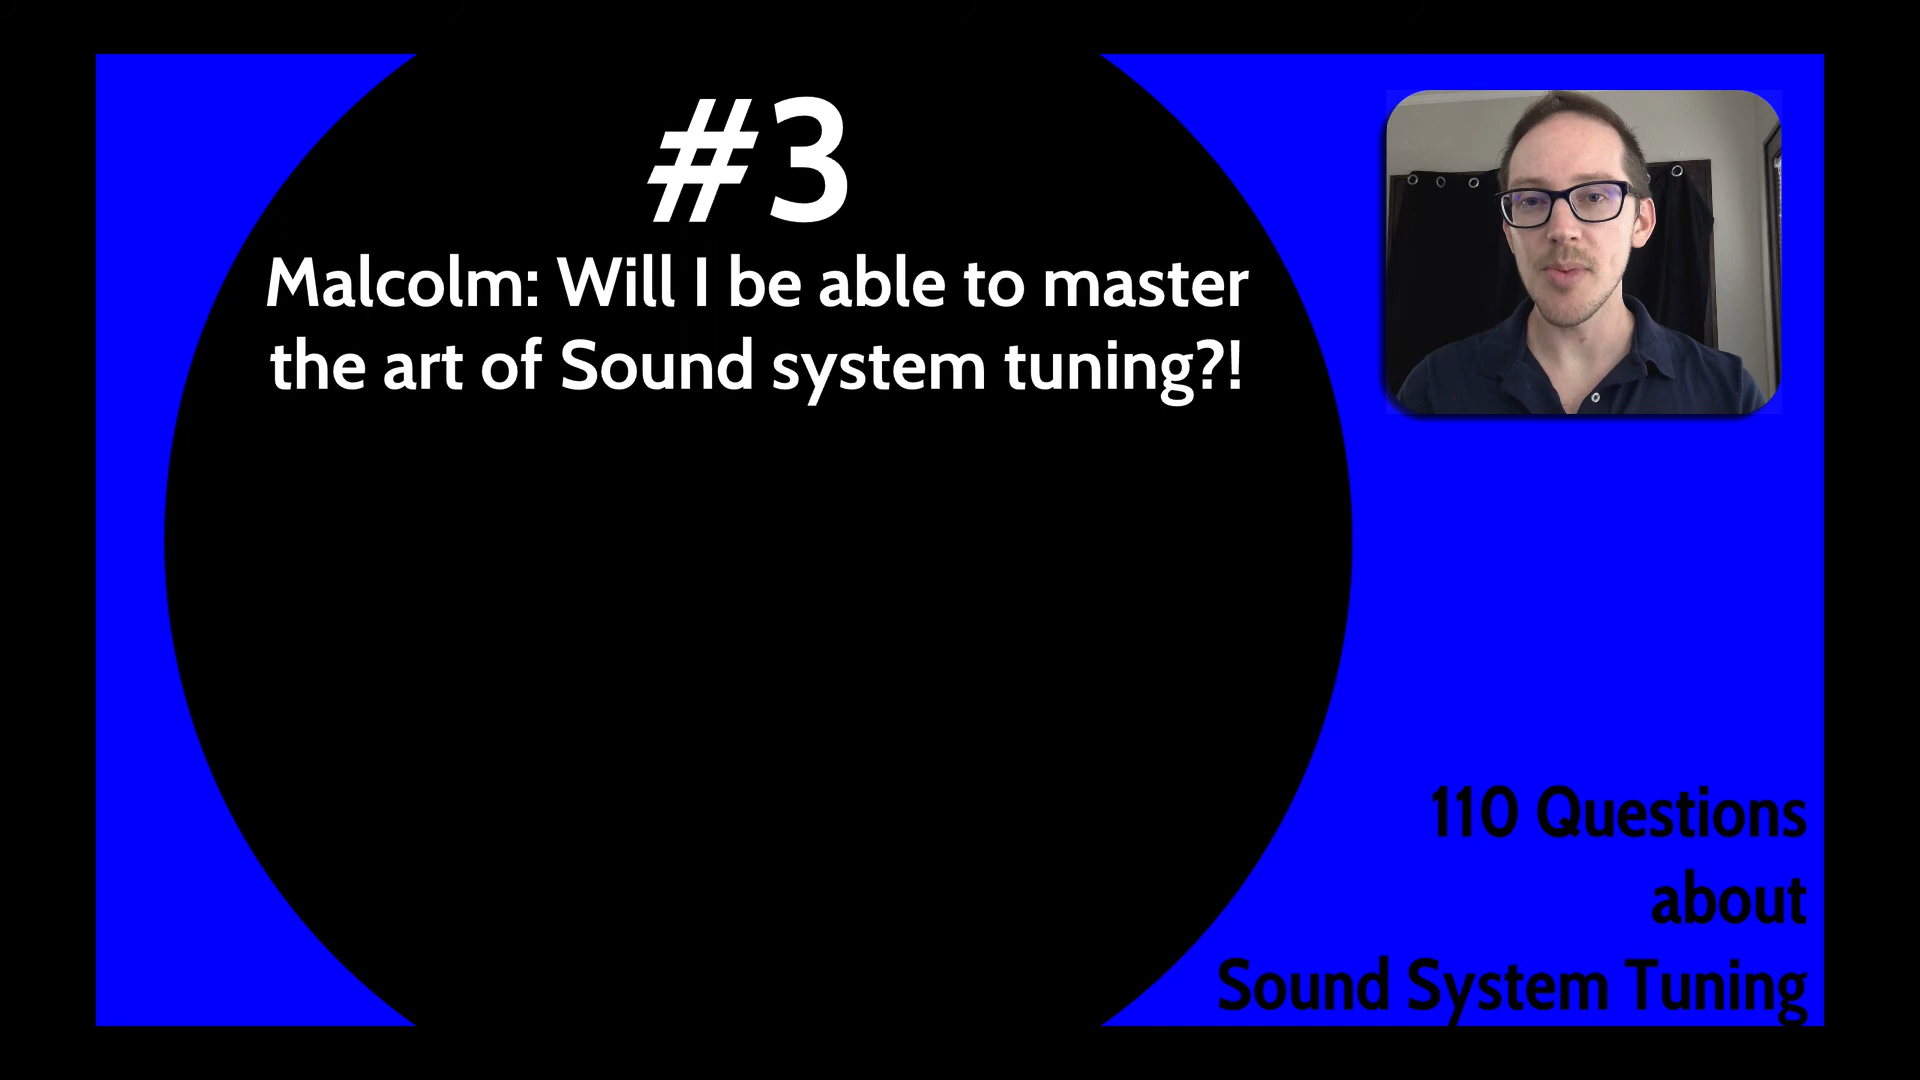 #3
Malcolm: Will I be able to master
the art of Sound system tuning?!
110 Questions
about
Sound System Tuning